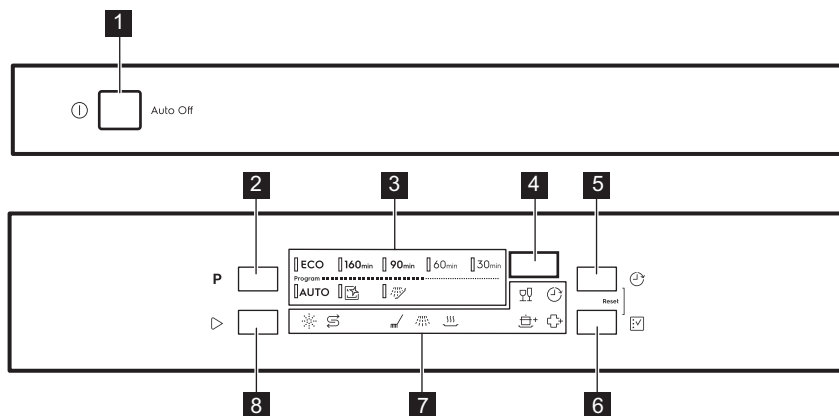 1
Auto Off
2 3 4 5
P
ECO 160min 90min 60min 30min
Program
AUTO
Reset
8 7 6